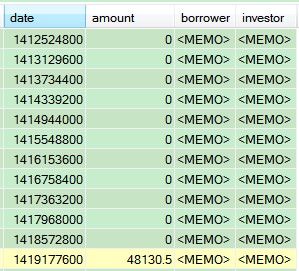 date amount borrower investor
1412524800 0 <MEMO> <MEMO>
1413129600 0 <MEMO> <MEMO>
1413734400 0 <MEMO> <MEMO>
1414339200 0 <MEMO> <MEMO>
1414944000 0 <MEMO> <MEMO>
1415548800 0 <MEMO> <MEMO>
1416153600 0 <MEMO> <MEMO>
1416758400 0 <MEMO> <MEMO>
1417363200 0 <MEMO> <MEMO>
1417968000 0 <MEMO> <MEMO>
1418572800 0 <MEMO> <MEMO>
1419177600 48130.5 <MEMO> <MEMO>